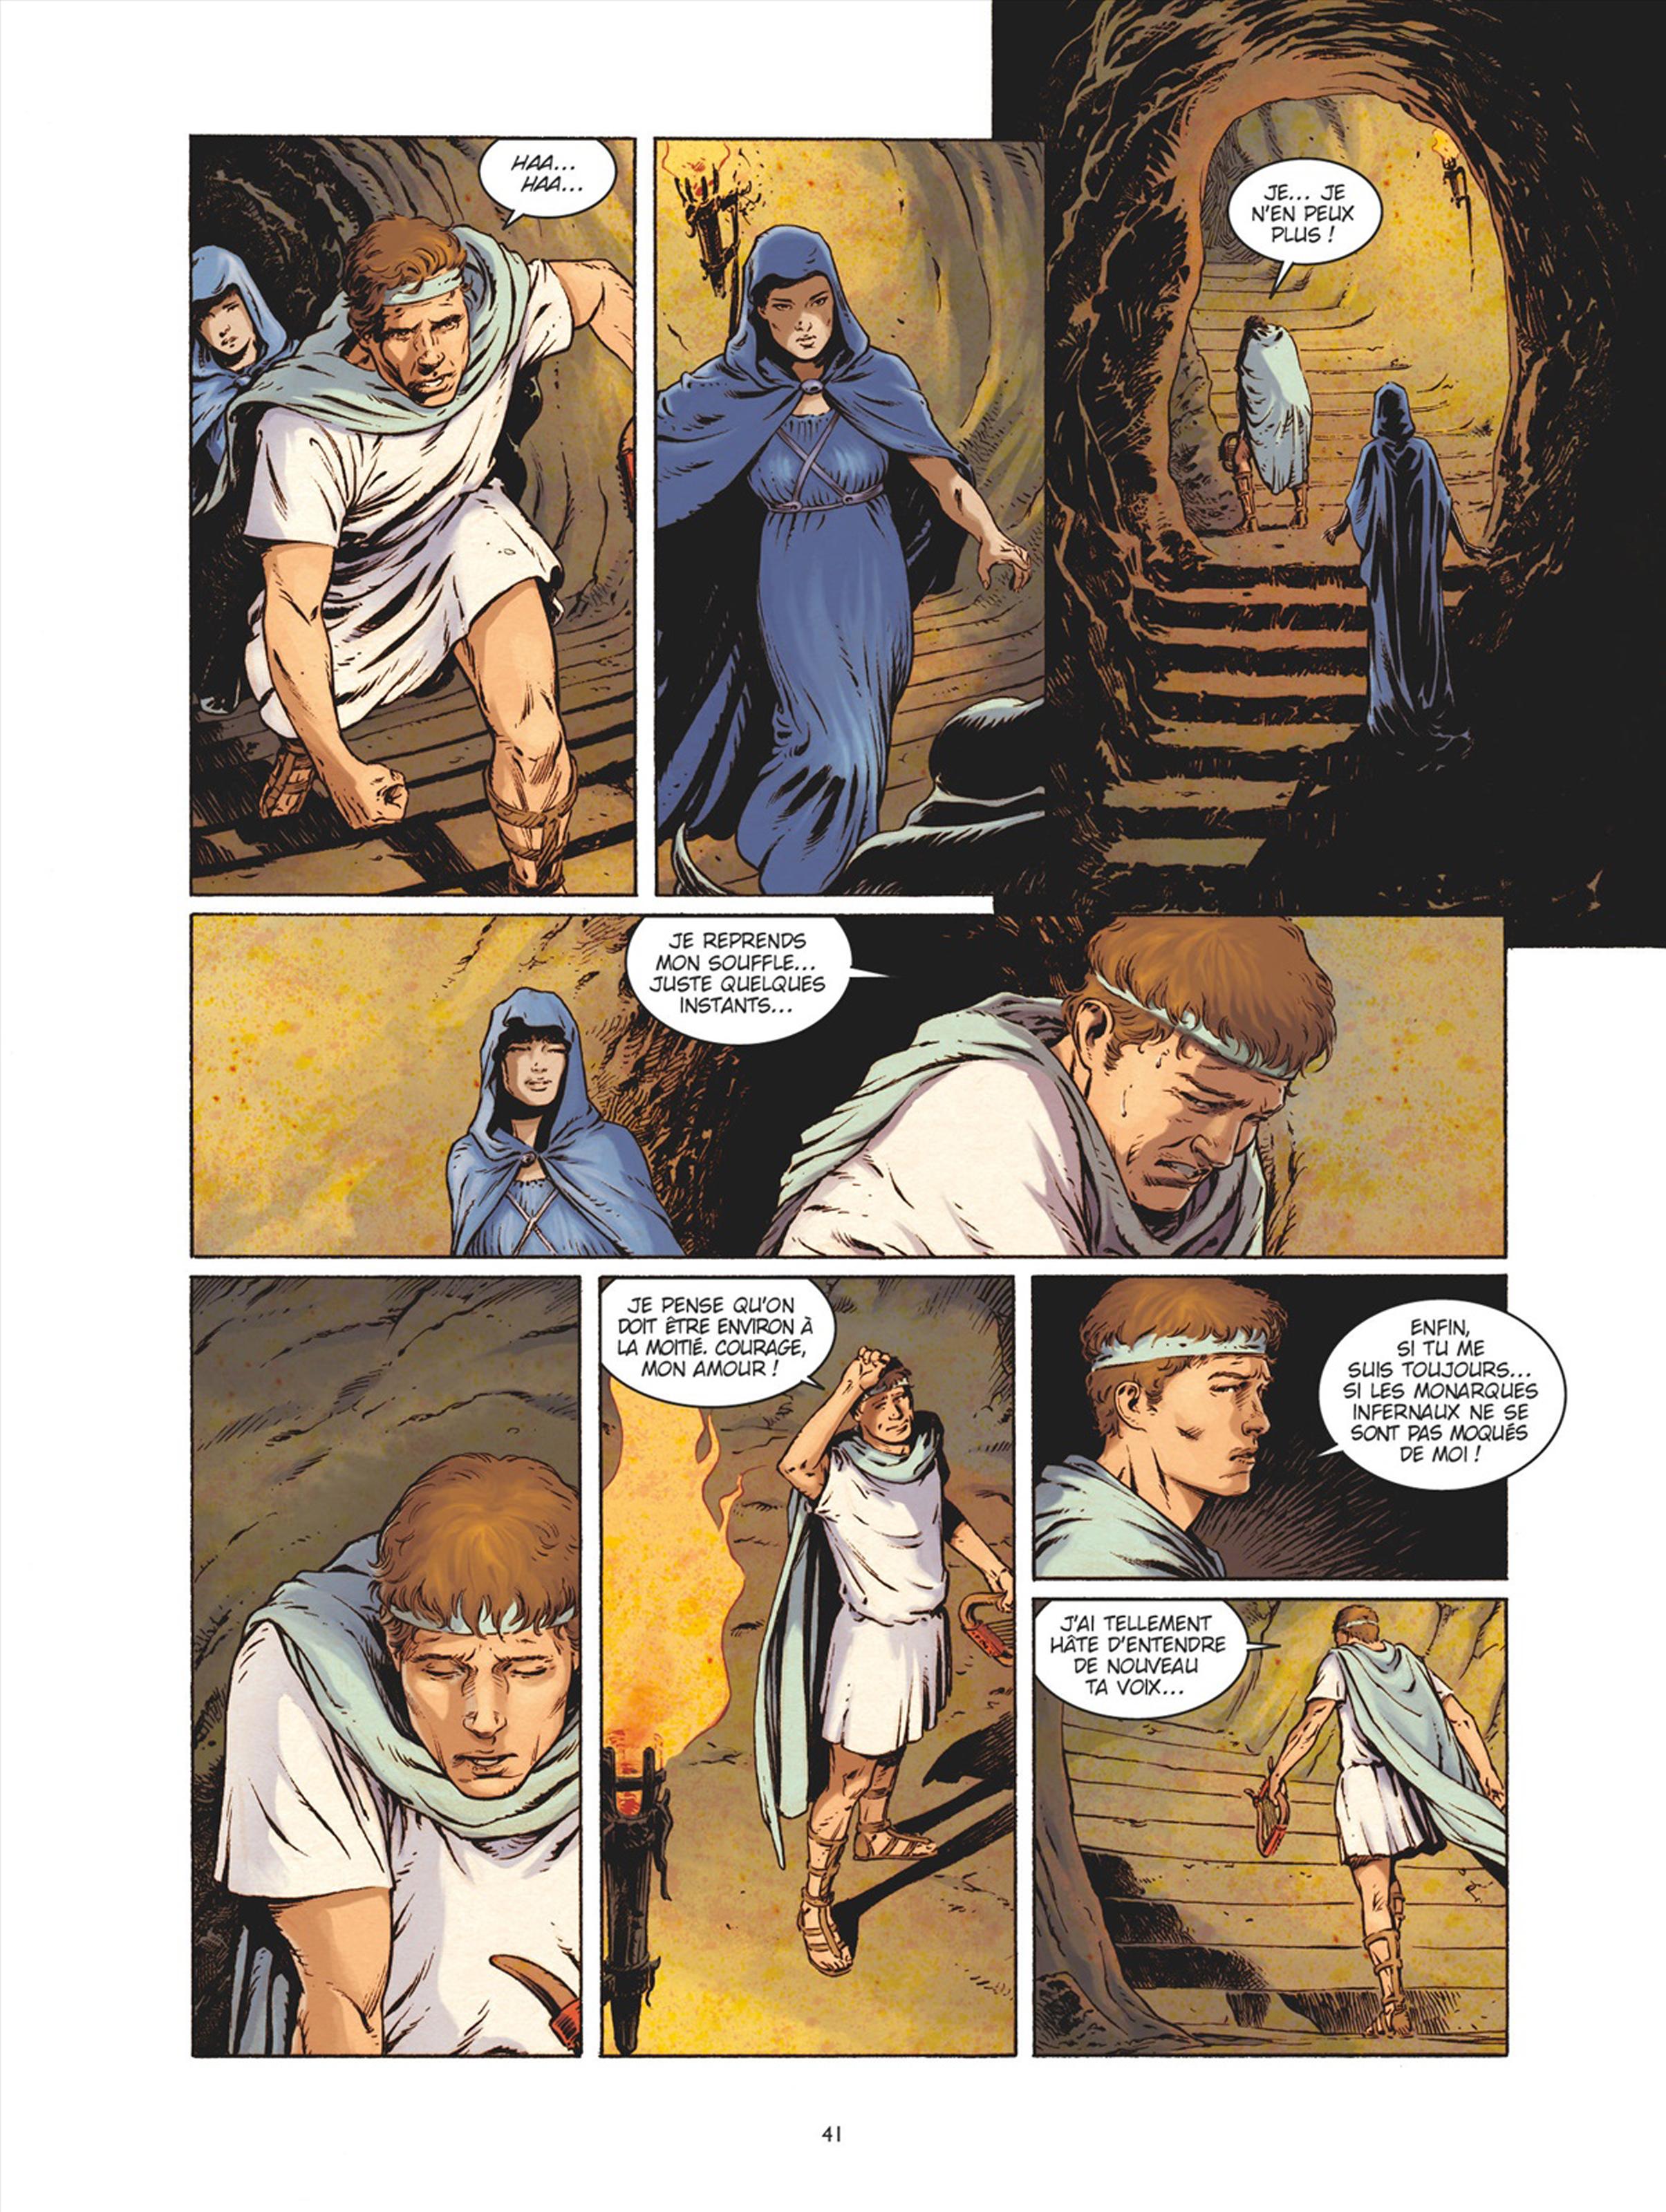 HAA...
HAA...
JE... JE
N'EN PEUX
PLUS !
JE REPRENDS
MON SOUFFLE...
JUSTE QUELQUES
INSTANTS...
JE PENSE QU'ON
DOIT ÊTRE ENVIRON À
LA MOITIÉ. COURAGE,
MON AMOUR !
ENFIN,
SI TU ME
SUIS TOUJOURS...
SI LES MONARQUES
INFERNAUX NE SE
SONT PAS MOQUÉS
DE MOI !
J'AI TELLEMENT
HÂTE D'ENTENDRE
DE NOUVEAU
TA VOIX...
41